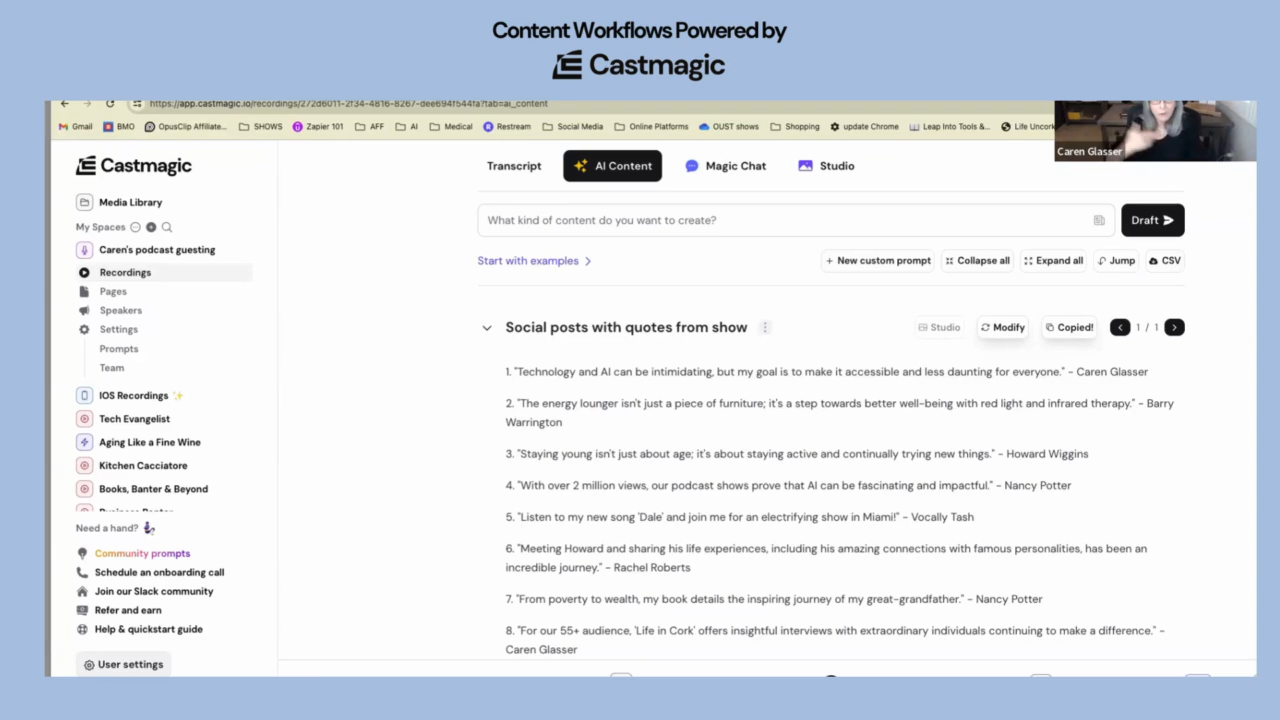 Content Workflows Powered by
Castmagic
https://app.castmagic.io/recordings/272d6011-2f34-4816-8267-dee694f544fa?tab=ai_content
Gmail BMO OpusClip Affiliate... SHOWS Zapier 101 AFF AI Medical Restream Social Media Online Platforms OUST shows Shopping update Chrome Leap Into Tools &... Life Uncor
Caren Glasser
Castmagic
Transcript AI Content Magic Chat Studio
Media Library
My Spaces
What kind of content do you want to create? Draft
Caren's podcast guesting
Start with examples New custom prompt Collapse all Expand all Jump CSV
Recordings
Pages
Speakers
Settings
Prompts
Team
IOS Recordings
Tech Evangelist
Aging Like a Fine Wine
Kitchen Cacciatore
Books, Banter & Beyond
Need a hand?
Community prompts
Schedule an onboarding call
Join our Slack community
Refer and earn
Help & quickstart guide
User settings
Social posts with quotes from show Studio Modify Copied! 1 / 1
1. "Technology and AI can be intimidating, but my goal is to make it accessible and less daunting for everyone." - Caren Glasser
2. "The energy lounger isn't just a piece of furniture; it's a step towards better well-being with red light and infrared therapy." - Barry
Warrington
3. "Staying young isn't just about age; it's about staying active and continually trying new things." - Howard Wiggins
4. "With over 2 million views, our podcast shows prove that AI can be fascinating and impactful." - Nancy Potter
5. "Listen to my new song 'Dale' and join me for an electrifying show in Miami!" - Vocally Tash
6. "Meeting Howard and sharing his life experiences, including his amazing connections with famous personalities, has been an
incredible journey." - Rachel Roberts
7. "From poverty to wealth, my book details the inspiring journey of my great-grandfather." - Nancy Potter
8. "For our 55+ audience, 'Life in Cork' offers insightful interviews with extraordinary individuals continuing to make a difference." -
Caren Glasser